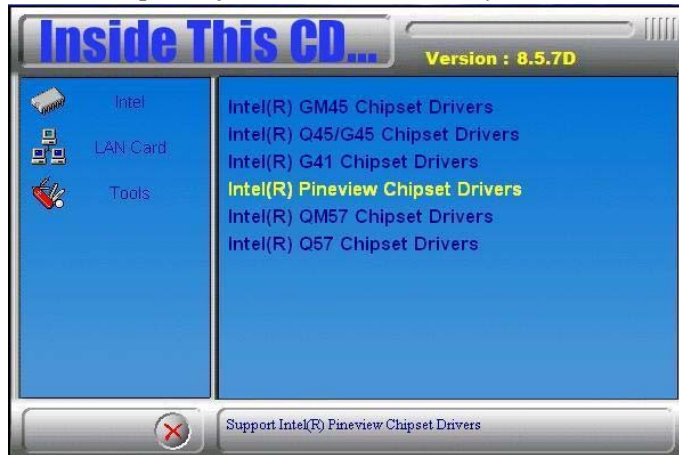 Inside This CD...
Version : 8.5.7D
Intel
LAN Card
Tools
Intel(R) GM45 Chipset Drivers
Intel(R) Q45/G45 Chipset Drivers
Intel(R) G41 Chipset Drivers
Intel(R) Pineview Chipset Drivers
Intel(R) QM57 Chipset Drivers
Intel(R) Q57 Chipset Drivers
Support Intel(R) Pineview Chipset Drivers